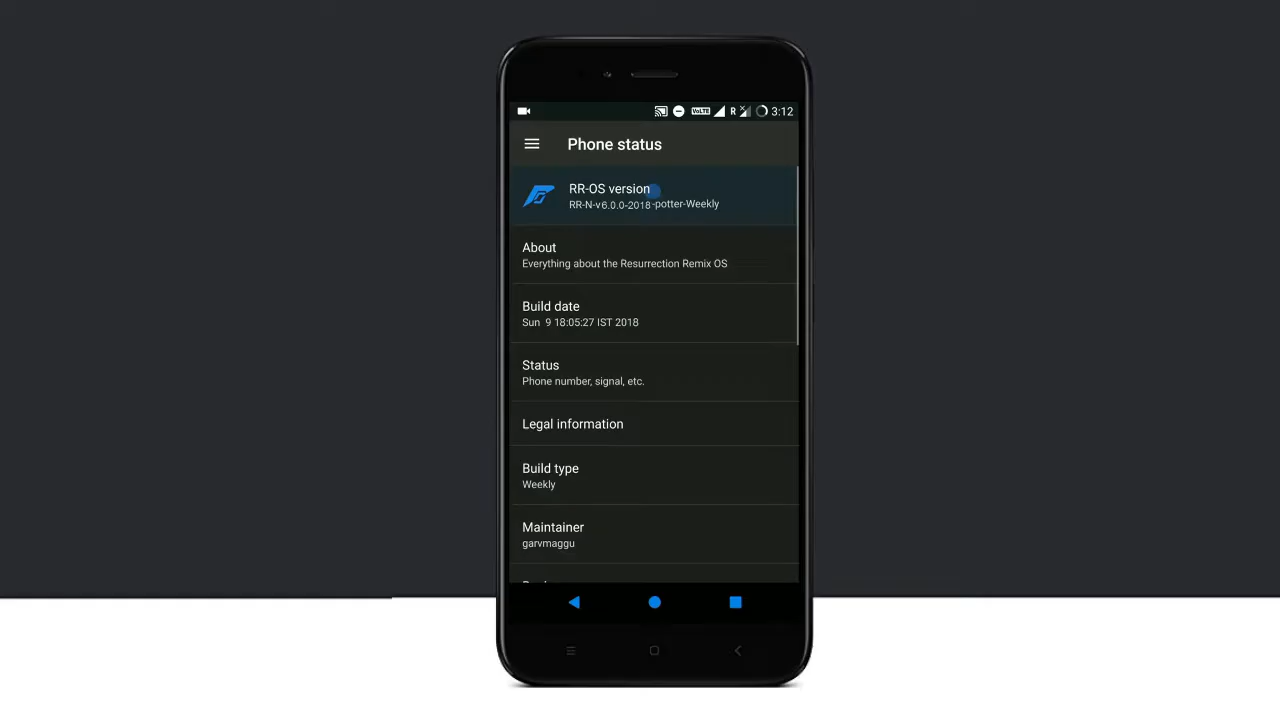 VoLTE R 3:12
Phone status
RR-OS version
RR-N-v6.0.0-2018-potter-Weekly
About
Everything about the Resurrection Remix OS
Build date
Sun 9 18:05:27 IST 2018
Status
Phone number, signal, etc.
Legal information
Build type
Weekly
Maintainer
garvmaggu